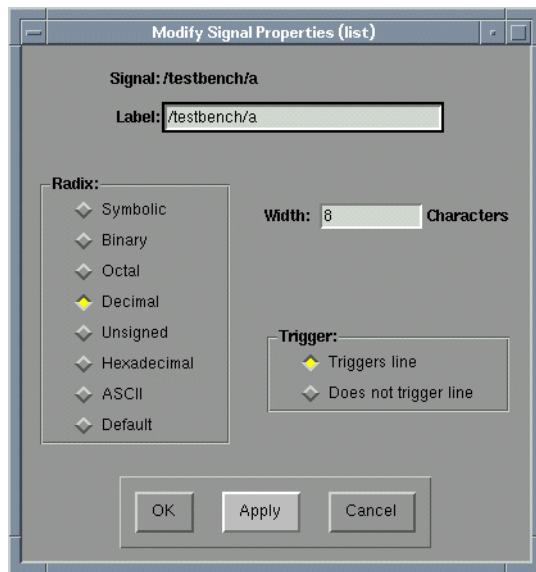 Modify Signal Properties (list)
Signal: /testbench/a
Label: /testbench/a
Radix:
Symbolic
Binary
Octal
Decimal
Unsigned
Hexadecimal
ASCII
Default
Width: 8 Characters
Trigger:
Triggers line
Does not trigger line
OK Apply Cancel